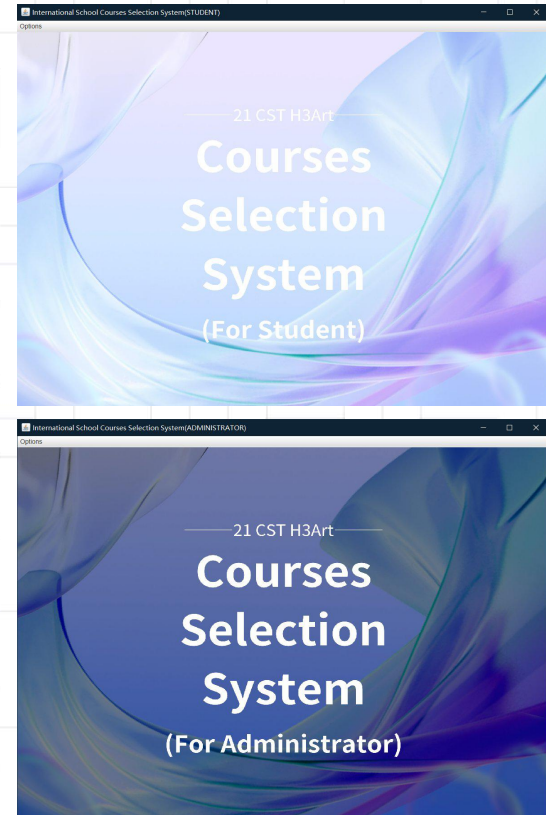 International School Courses Selection System(STUDENT)
Options
21 CST H3Art
Courses
Selection
System
(For Student)
International School Courses Selection System(ADMINISTRATOR)
Options
21 CST H3Art
Courses
Selection
System
(For Administrator)